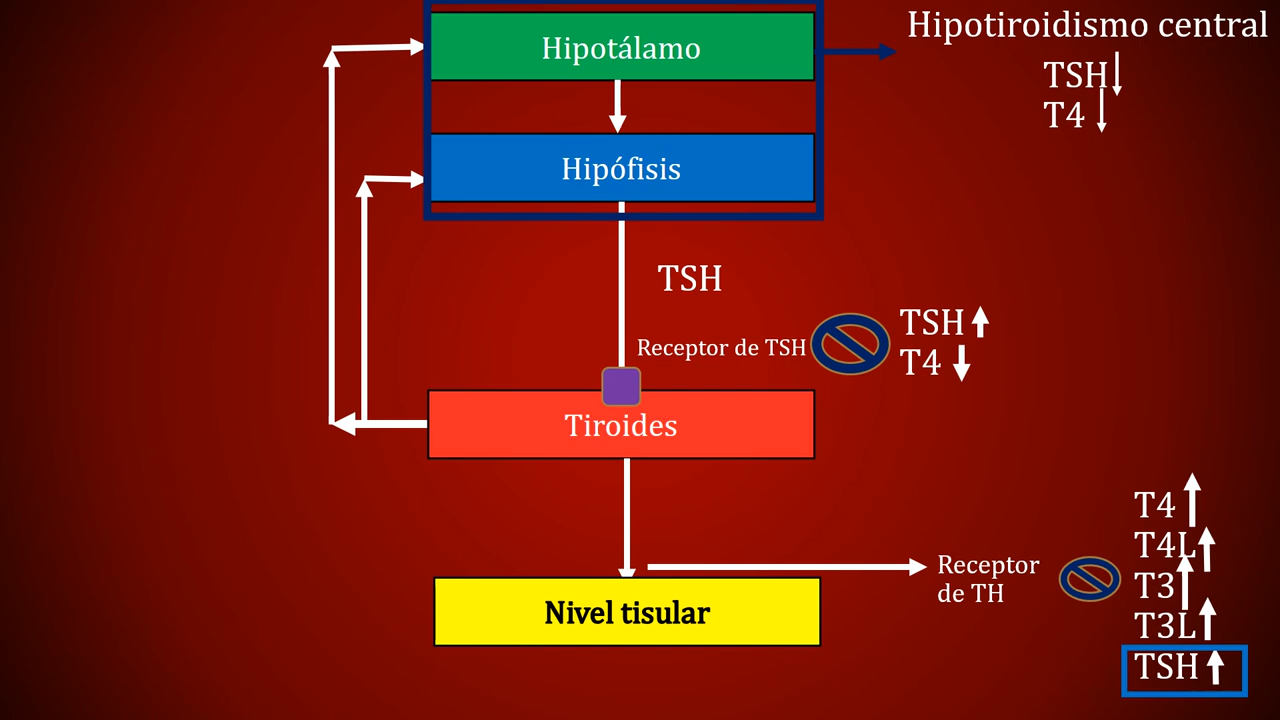 Hipotálamo
Hipotiroidismo central
TSH
T4
Hipófisis
TSH
Receptor de TSH
TSH
T4
Tiroides
T4
T4L
Receptor
de TH
T3
T3L
Nivel tisular
TSH